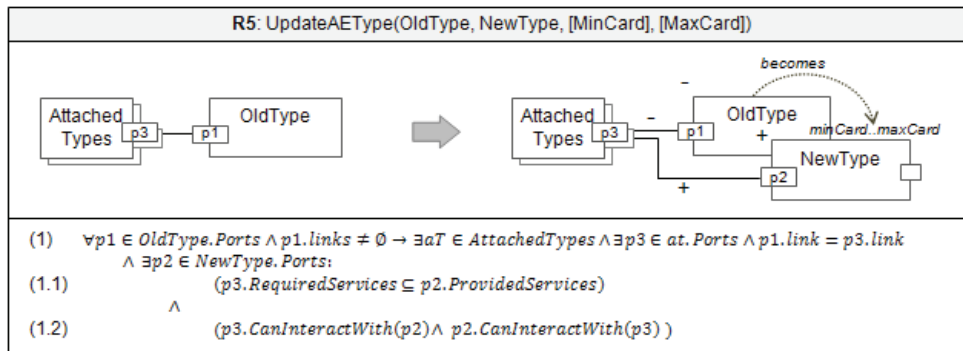 R5: UpdateAEType(OldType, NewType, [MinCard], [MaxCard])
becomes
Attached Types
p3
p1
OldType
Attached Types
p3
-
-
p1
OldType
+
minCard..maxCard
NewType
p2
+
(1) ∀p1 ∈ OldType.Ports ∧ p1.links ≠ ∅ → ∃aT ∈ AttachedTypes ∧ ∃p3 ∈ at.Ports ∧ p1.link = p3.link
∧ ∃p2 ∈ NewType.Ports:
(1.1) (p3.RequiredServices ⊆ p2.ProvidedServices)
∧
(1.2) (p3.CanInteractWith(p2)∧ p2.CanInteractWith(p3) )